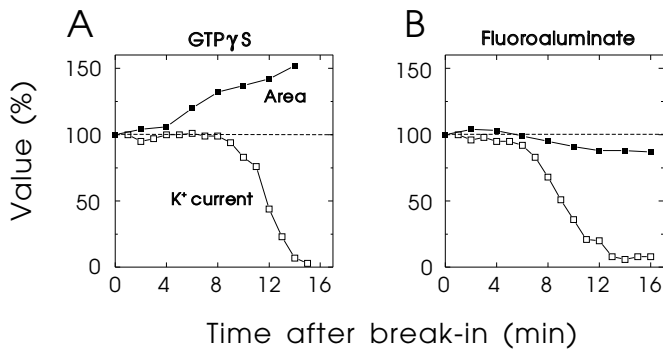 A
GTPγS
B
Fluoroaluminate
Value (%)
150
100
50
0
Area
K+ current
0 4 8 12 16
150
100
50
0
0 4 8 12 16
Time after break-in (min)